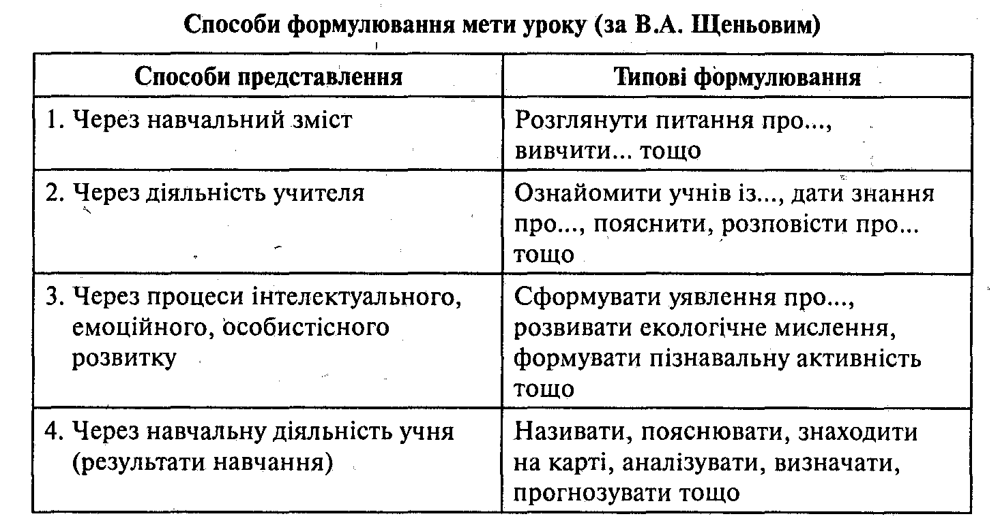 Способи формулювання мети уроку (за В.А. Щеньовим)
Способи представлення
Типові формулювання
1. Через навчальний зміст
Розглянути питання про...,
вивчити... тощо
2. Через діяльність учителя
Ознайомити учнів із..., дати знання
про..., пояснити, розповісти про...
тощо
3. Через процеси інтелектуального,
емоційного, особистісного
розвитку
Сформувати уявлення про...,
розвивати екологічне мислення,
формувати пізнавальну активність
тощо
4. Через навчальну діяльність учня
(результати навчання)
Називати, пояснювати, знаходити
на карті, аналізувати, визначати,
прогнозувати тощо